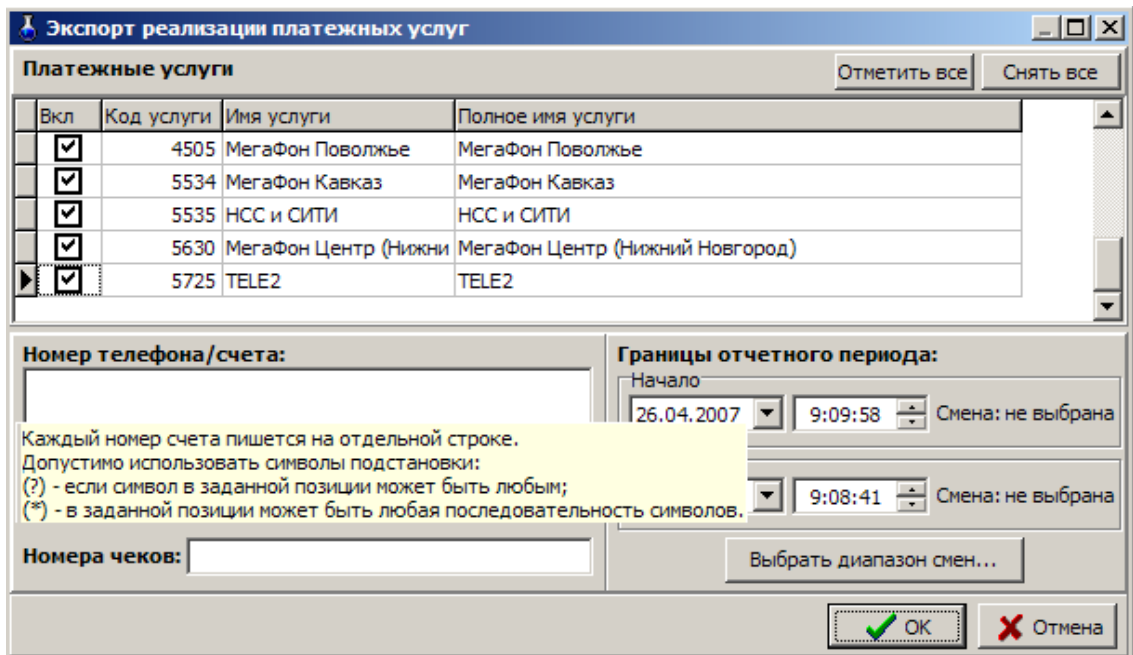 Экспорт реализации платежных услуг
Платежные услуги
Отметить все
Снять все
Вкл Код услуги Имя услуги Полное имя услуги
4505 МегаФон Поволжье МегаФон Поволжье
5534 МегаФон Кавказ МегаФон Кавказ
5535 НСС и СИТИ НСС и СИТИ
5630 МегаФон Центр (Нижни МегаФон Центр (Нижний Новгород)
5725 TELE2 TELE2
Номер телефона/счета:
Каждый номер счета пишется на отдельной строке.
Допустимо использовать символы подстановки:
(?) - если символ в заданной позиции может быть любым;
(*) - в заданной позиции может быть любая последовательность символов.
Номера чеков:
Границы отчетного периода:
Начало
26.04.2007 9:09:58 Смена: не выбрана
9:08:41 Смена: не выбрана
Выбрать диапазон смен...
OK
Отмена